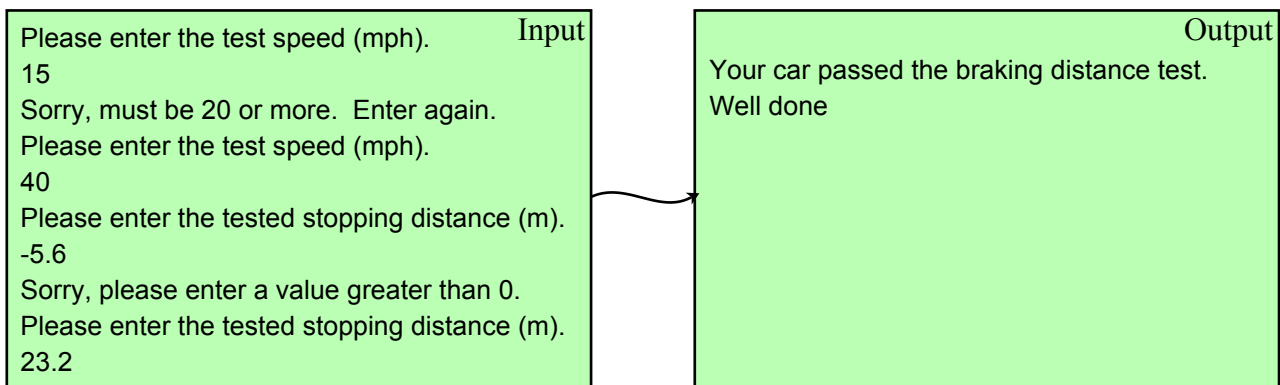 Input
Please enter the test speed (mph).
15
Sorry, must be 20 or more.  Enter again.
Please enter the test speed (mph).
40
Please enter the tested stopping distance (m).
-5.6
Sorry, please enter a value greater than 0.
Please enter the tested stopping distance (m).
23.2
Output
Your car passed the braking distance test.
Well done